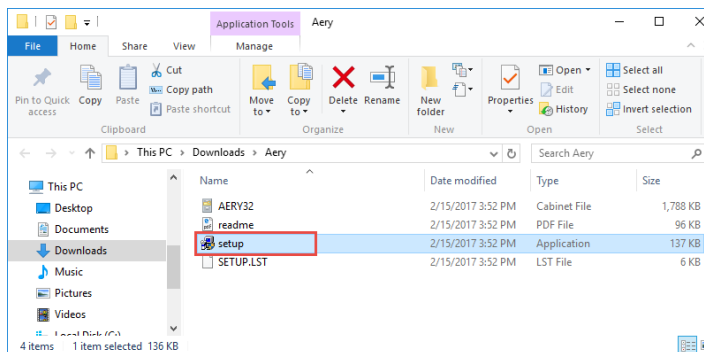 Application Tools Aery
File Home Share View Manage
Pin to Quick access
Copy
Paste
Cut
Copy path
Paste shortcut
Move to
Copy to
Delete
Rename
New folder
Properties
Open
Edit
History
Select all
Select none
Invert selection
Clipboard Organize New Open Select
This PC > Downloads > Aery
Search Aery
Name Date modified Type Size
This PC
Desktop
Documents
Downloads
Music
Pictures
Videos
Local Disk (C:)
AERY32 2/15/2017 3:52 PM Cabinet File 1,788 KB
readme 2/15/2017 3:52 PM PDF File 96 KB
setup 2/15/2017 3:52 PM Application 137 KB
SETUP.LST 2/15/2017 3:52 PM LST File 6 KB
4 items 1 item selected 136 KB